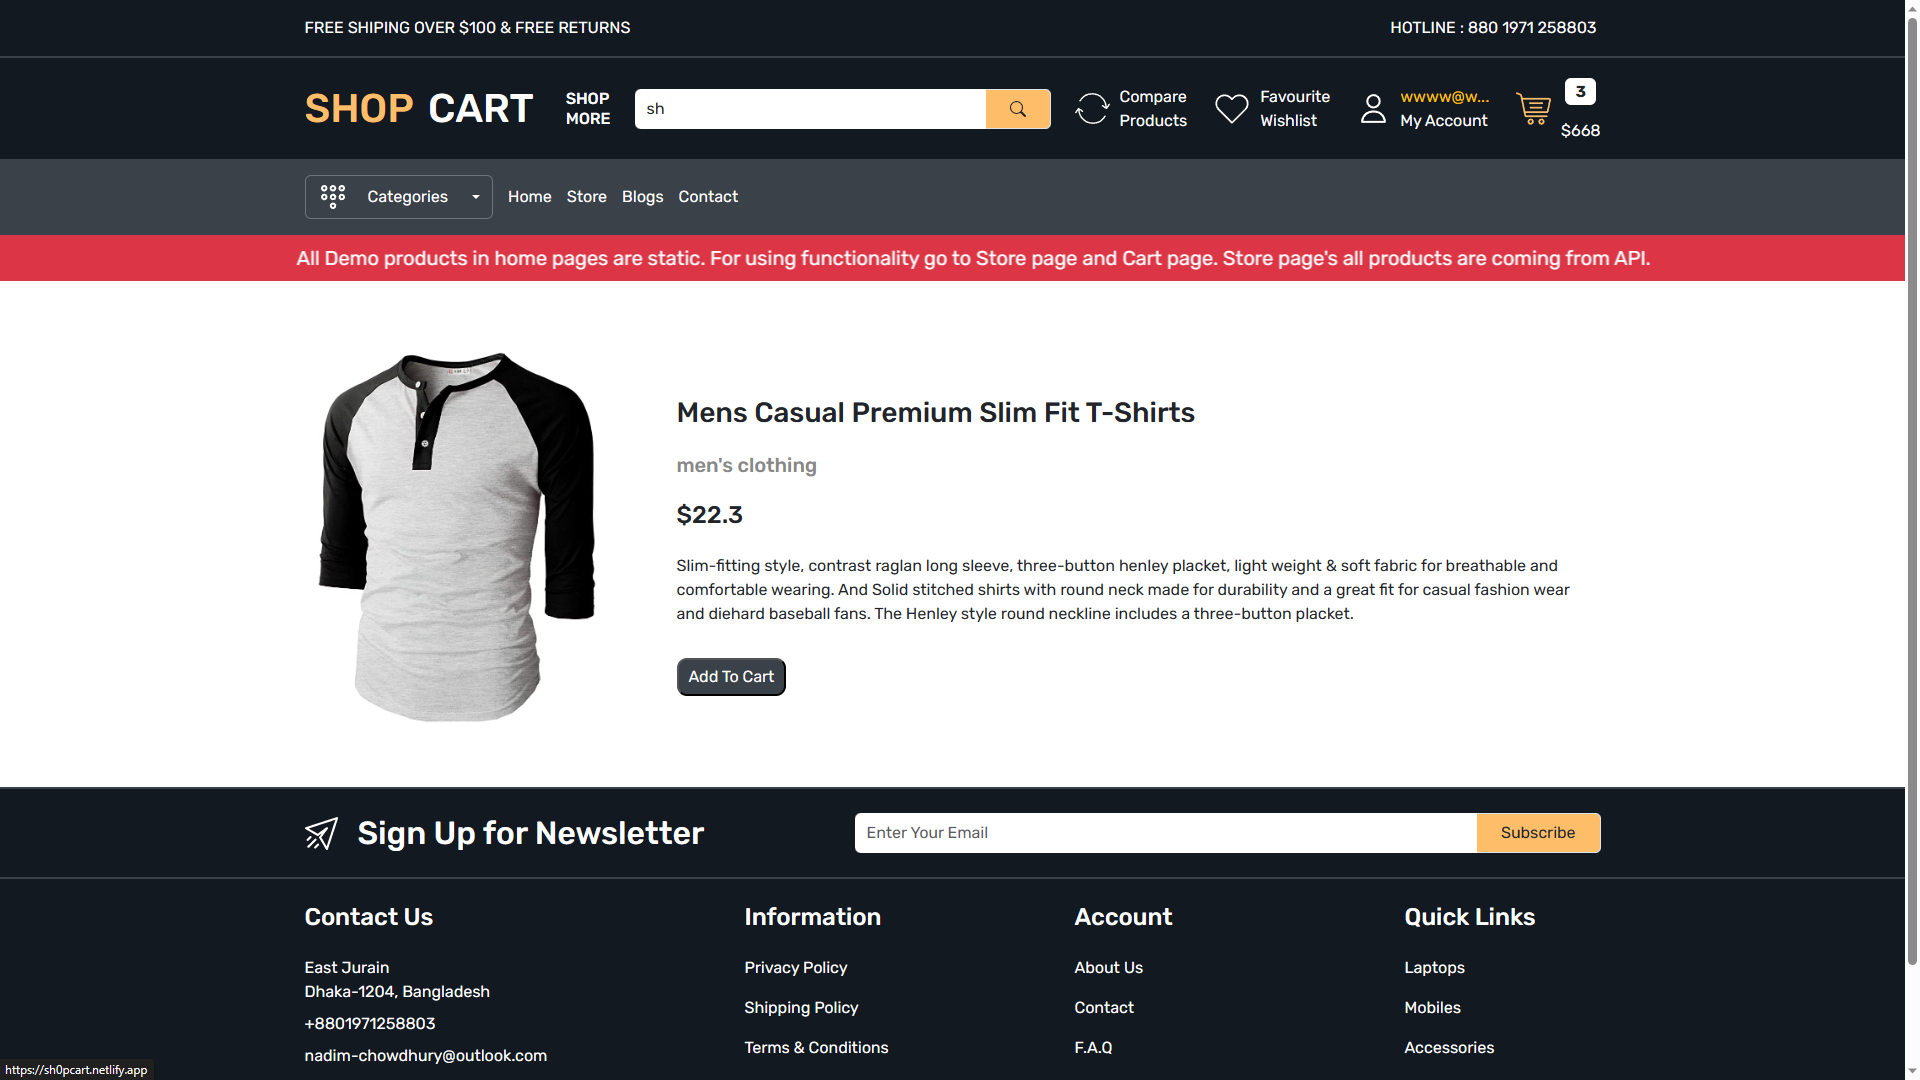 FREE SHIPING OVER $100 & FREE RETURNS
HOTLINE : 880 1971 258803
SHOP CART
SHOP
MORE
sh
Compare
Products
Favourite
Wishlist
wwww@w...
My Account
3
$668
Categories
Home
Store
Blogs
Contact
All Demo products in home pages are static. For using functionality go to Store page and Cart page. Store page's all products are coming from API.
Mens Casual Premium Slim Fit T-Shirts
men's clothing
$22.3
Slim-fitting style, contrast raglan long sleeve, three-button henley placket, light weight & soft fabric for breathable and
comfortable wearing. And Solid stitched shirts with round neck made for durability and a great fit for casual fashion wear
and diehard baseball fans. The Henley style round neckline includes a three-button placket.
Add To Cart
Sign Up for Newsletter
Enter Your Email
Subscribe
Contact Us
East Jurain
Dhaka-1204, Bangladesh
+8801971258803
nadim-chowdhury@outlook.com
Information
Privacy Policy
Shipping Policy
Terms & Conditions
Account
About Us
Contact
F.A.Q
Quick Links
Laptops
Mobiles
Accessories
https://sh0pcart.netlify.app